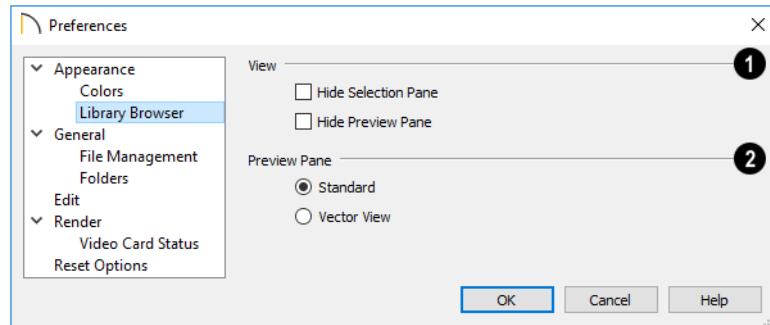 Preferences
Appearance
Colors
Library Browser
General
File Management
Folders
Edit
Render
Video Card Status
Reset Options
View 1
Hide Selection Pane
Hide Preview Pane
Preview Pane 2
Standard
Vector View
OK Cancel Help